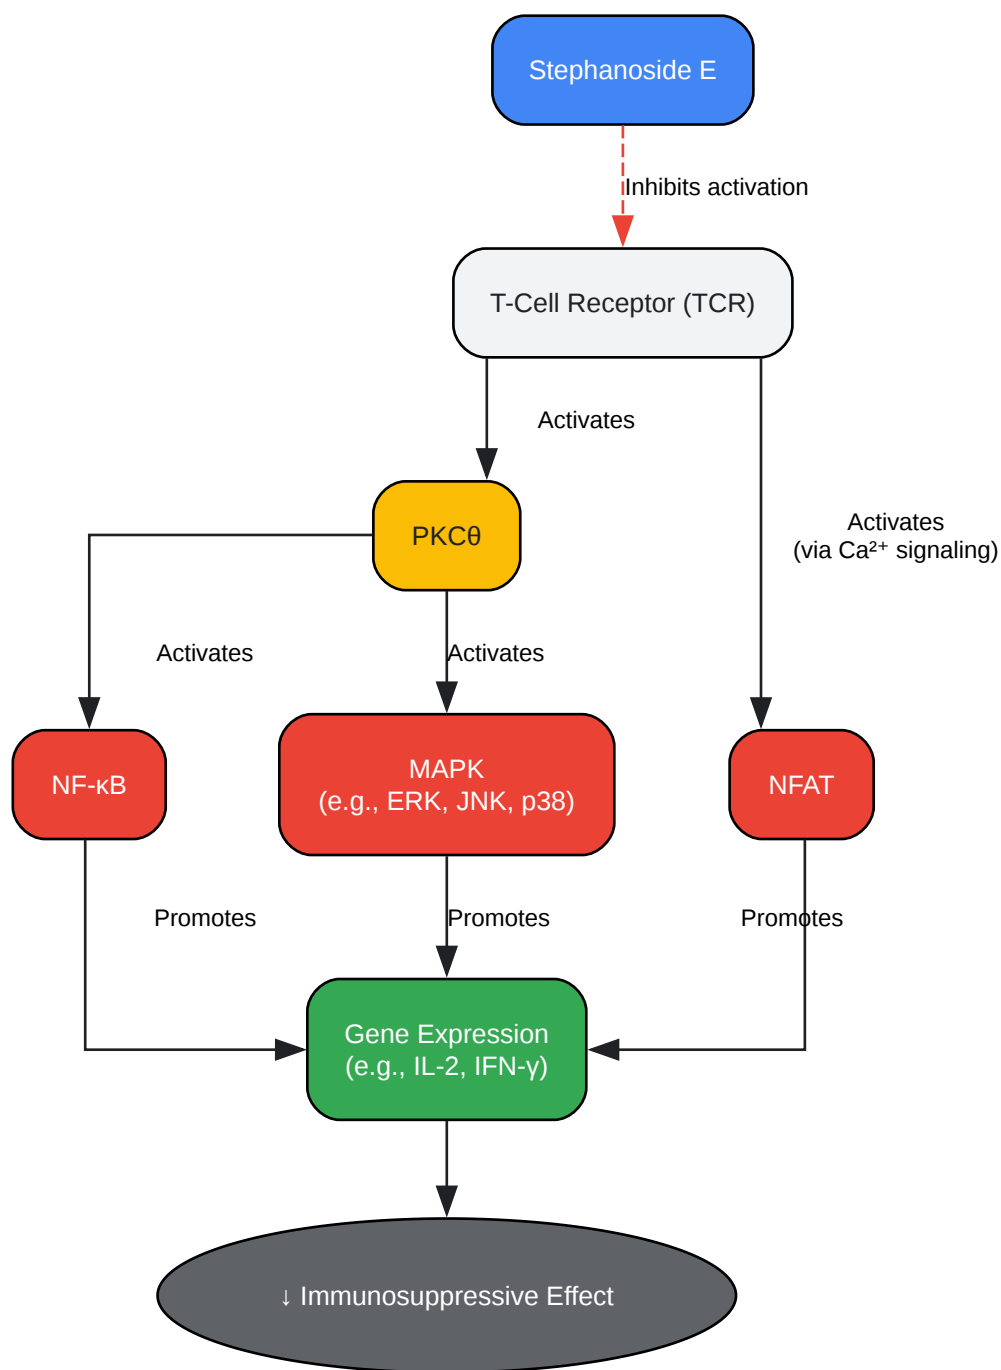 Stephanoside E
Inhibits activation
T-Cell Receptor (TCR)
Activates
PKCθ
Activates
(via Ca²⁺ signaling)
Activates
Activates
NF-κB
MAPK
(e.g., ERK, JNK, p38)
NFAT
Promotes
Promotes
Promotes
Gene Expression
(e.g., IL-2, IFN-γ)
↓ Immunosuppressive Effect